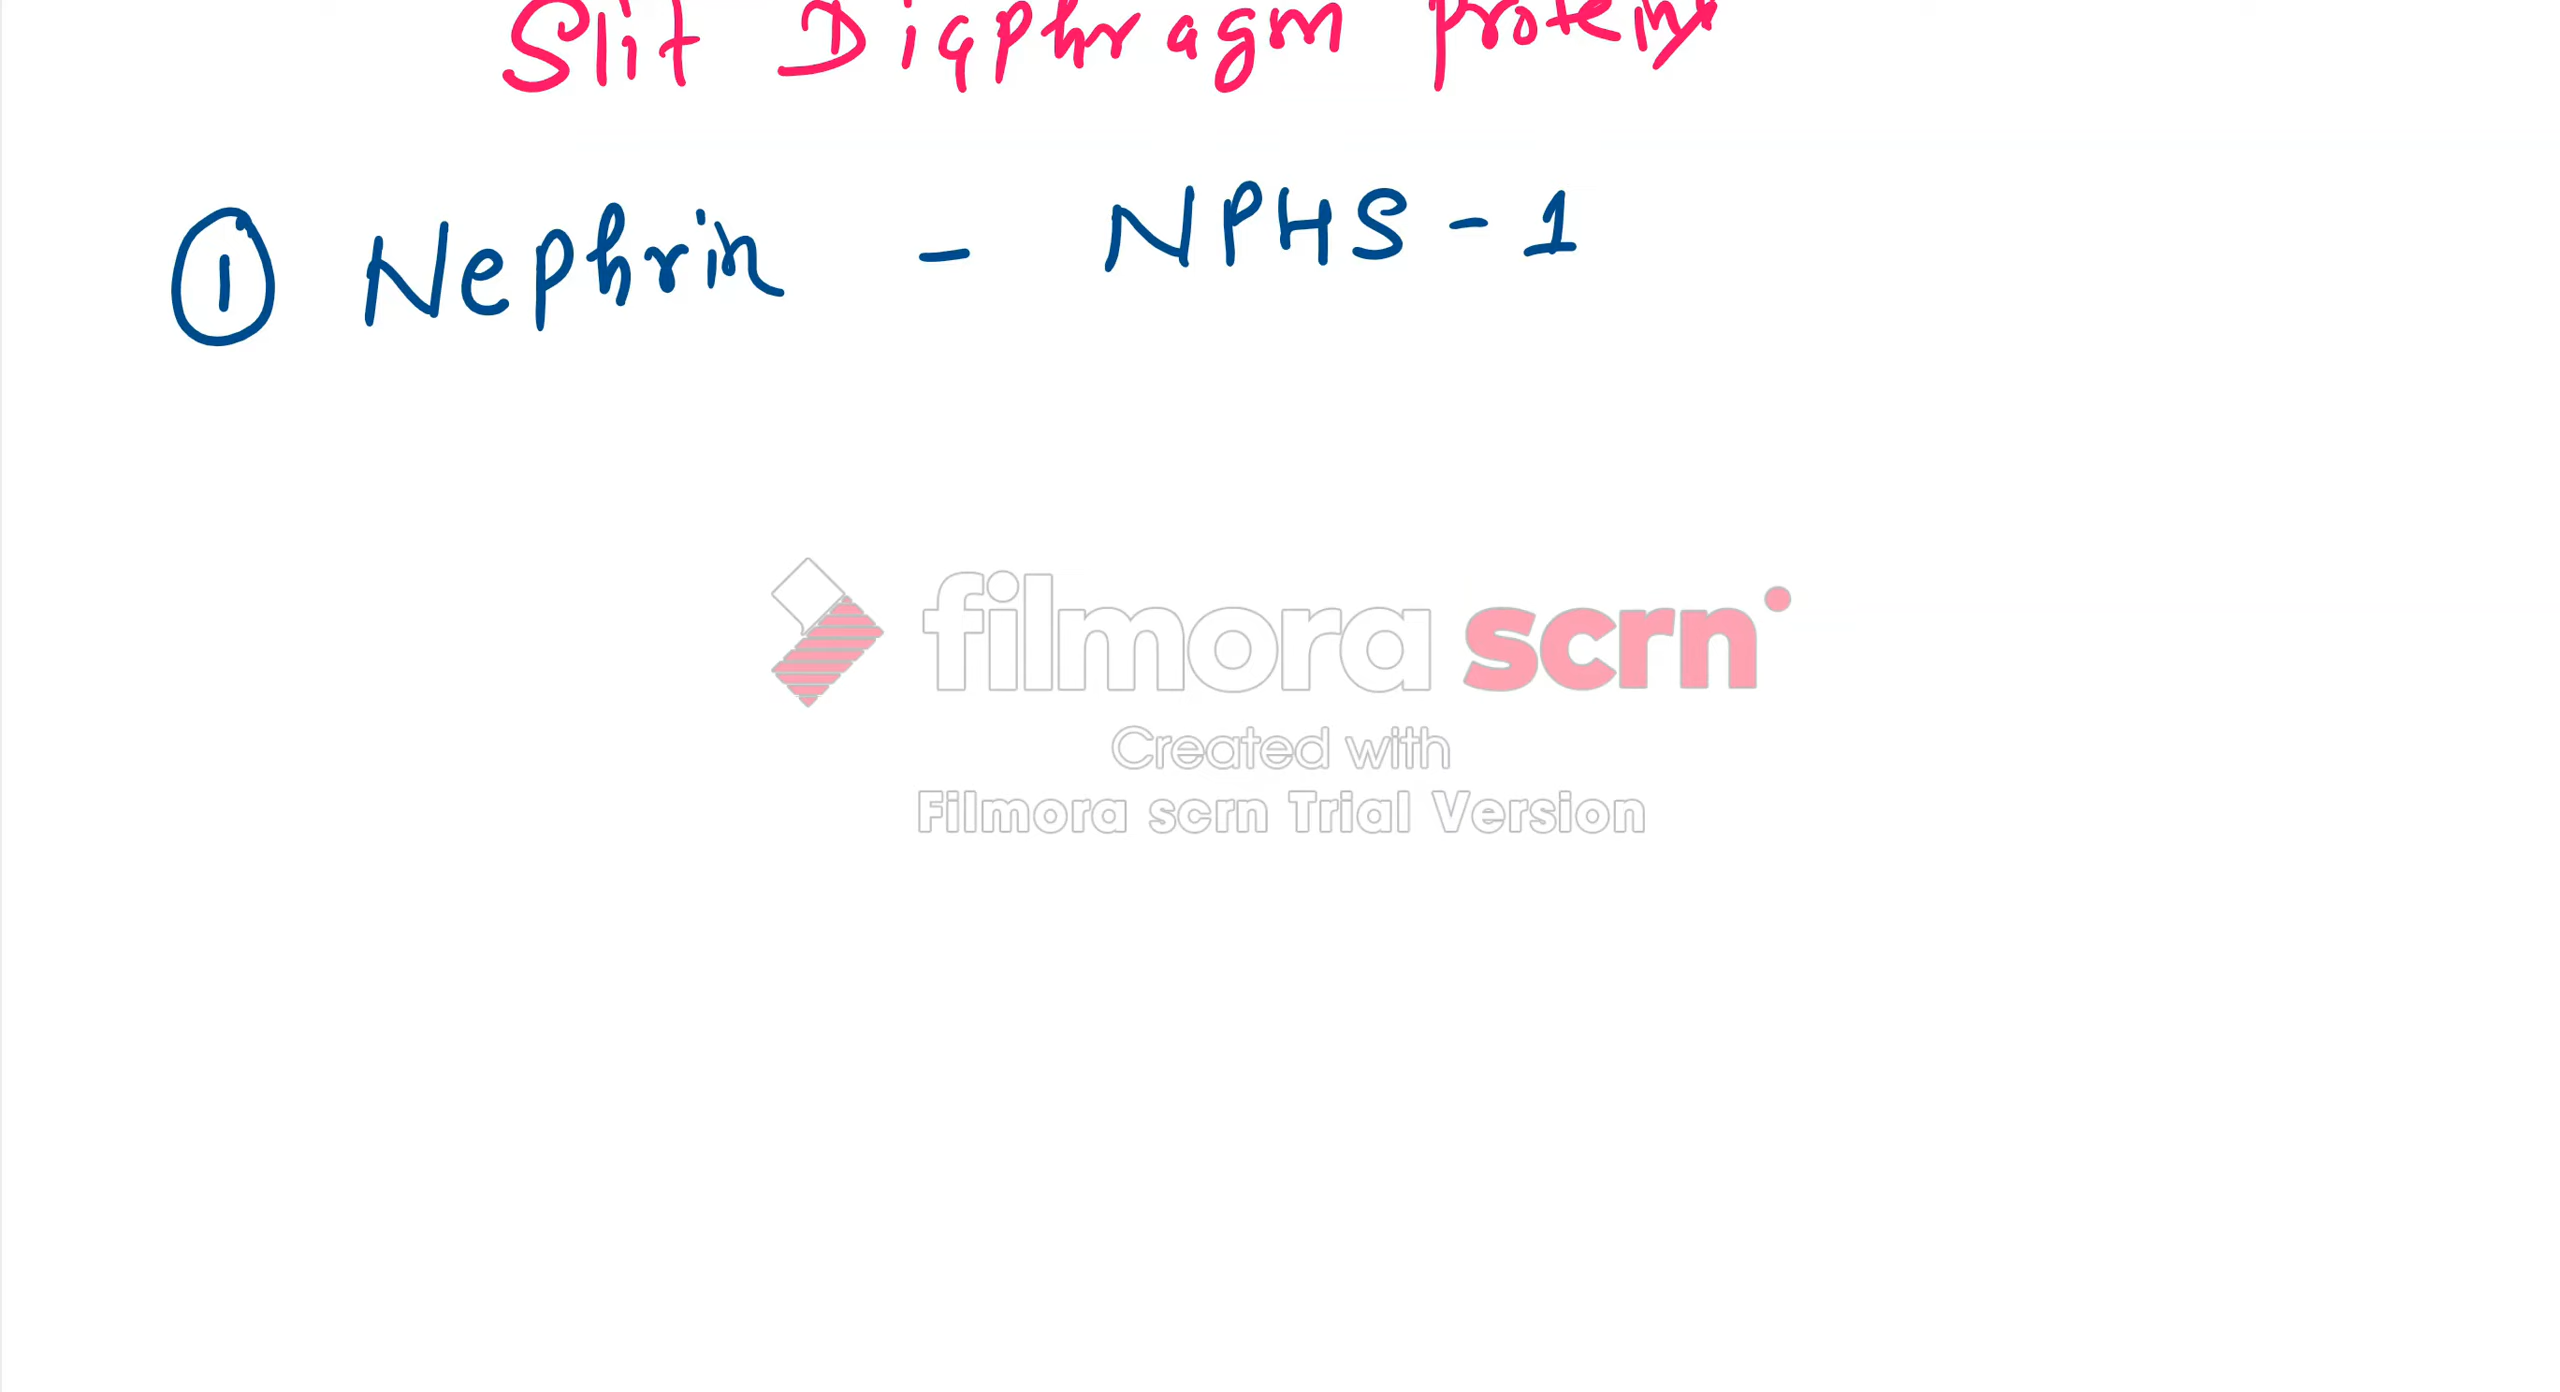 Slit Diaphragm Proteins
① Nephrin - NPHS-1
filmora scrn
Created with
Filmora scrn Trial Version